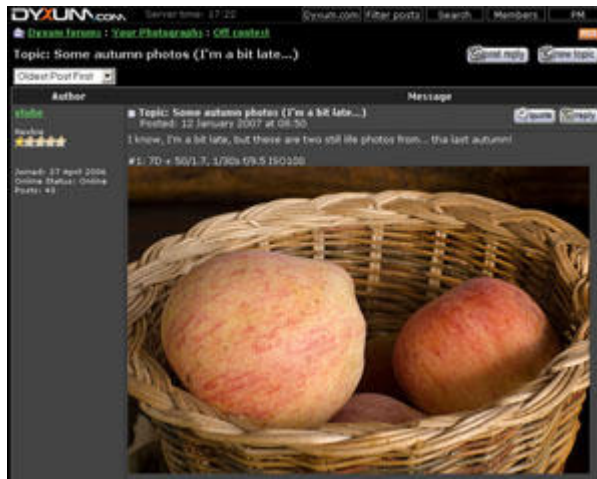 DYXUM.COM Server time: 17:22 Dyxum.com Filter posts Search Members PM
Dyxum forums : Your Photographs : Off contest
Topic: Some autumn photos (I'm a bit late...) post reply new topic
Oldest Post First
Author Message
Newbie
Topic: Some autumn photos (I'm a bit late...) quote reply
Posted: 12 January 2007 at 08:50
I know, I'm a bit late, but these are two still life photos from... tha last autumn!
#1: 7D + 50/1.7, 1/30s f/9.5 ISO100
Joined: 27 April 2006
Online Status: Online
Posts: 40